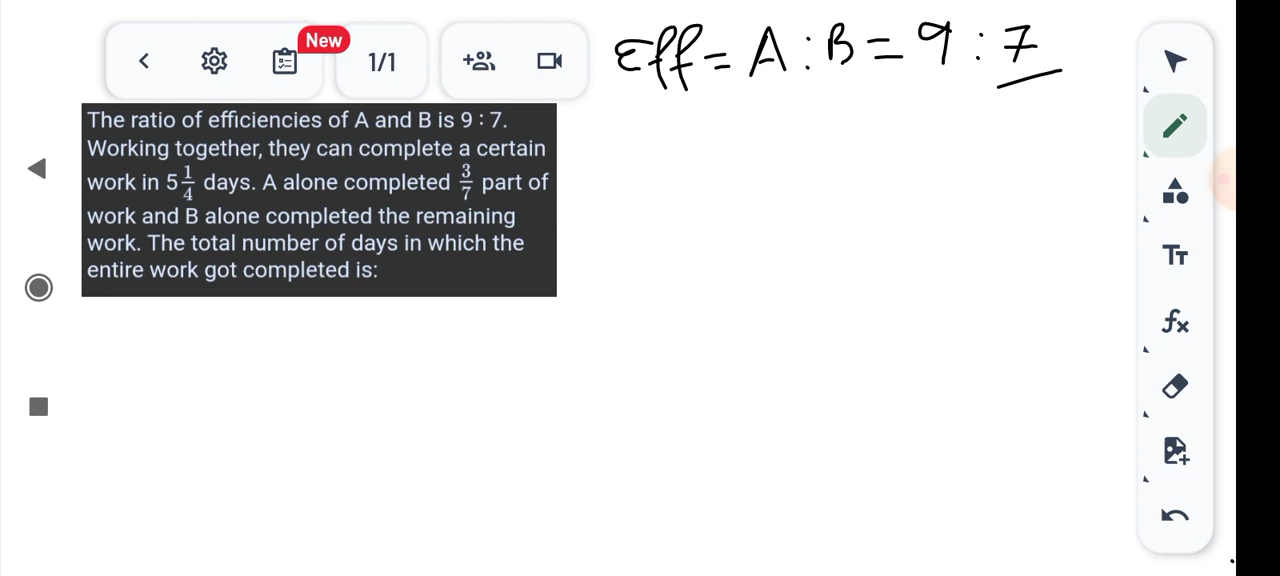 New
1/1
Eff = A : B = 9 : 7
The ratio of efficiencies of A and B is 9 : 7.
Working together, they can complete a certain
work in 5 1/4 days. A alone completed 3/7 part of
work and B alone completed the remaining
work. The total number of days in which the
entire work got completed is:
TT
fx